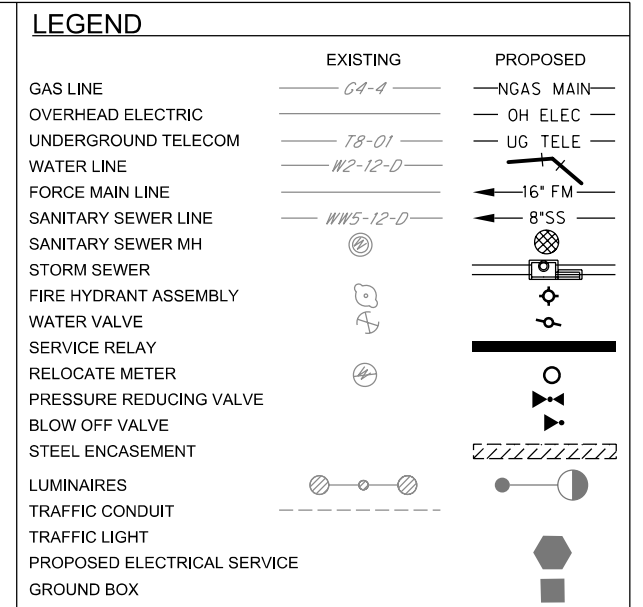 LEGEND
EXISTING PROPOSED
GAS LINE G4-4 NGAS MAIN
OVERHEAD ELECTRIC OH ELEC
UNDERGROUND TELECOM T8-01 UG TELE
WATER LINE W2-12-D
FORCE MAIN LINE 16" FM
SANITARY SEWER LINE WW5-12-D 8"SS
SANITARY SEWER MH
STORM SEWER
FIRE HYDRANT ASSEMBLY
WATER VALVE
SERVICE RELAY
RELOCATE METER
PRESSURE REDUCING VALVE
BLOW OFF VALVE
STEEL ENCASEMENT
LUMINAIRES
TRAFFIC CONDUIT
TRAFFIC LIGHT
PROPOSED ELECTRICAL SERVICE
GROUND BOX